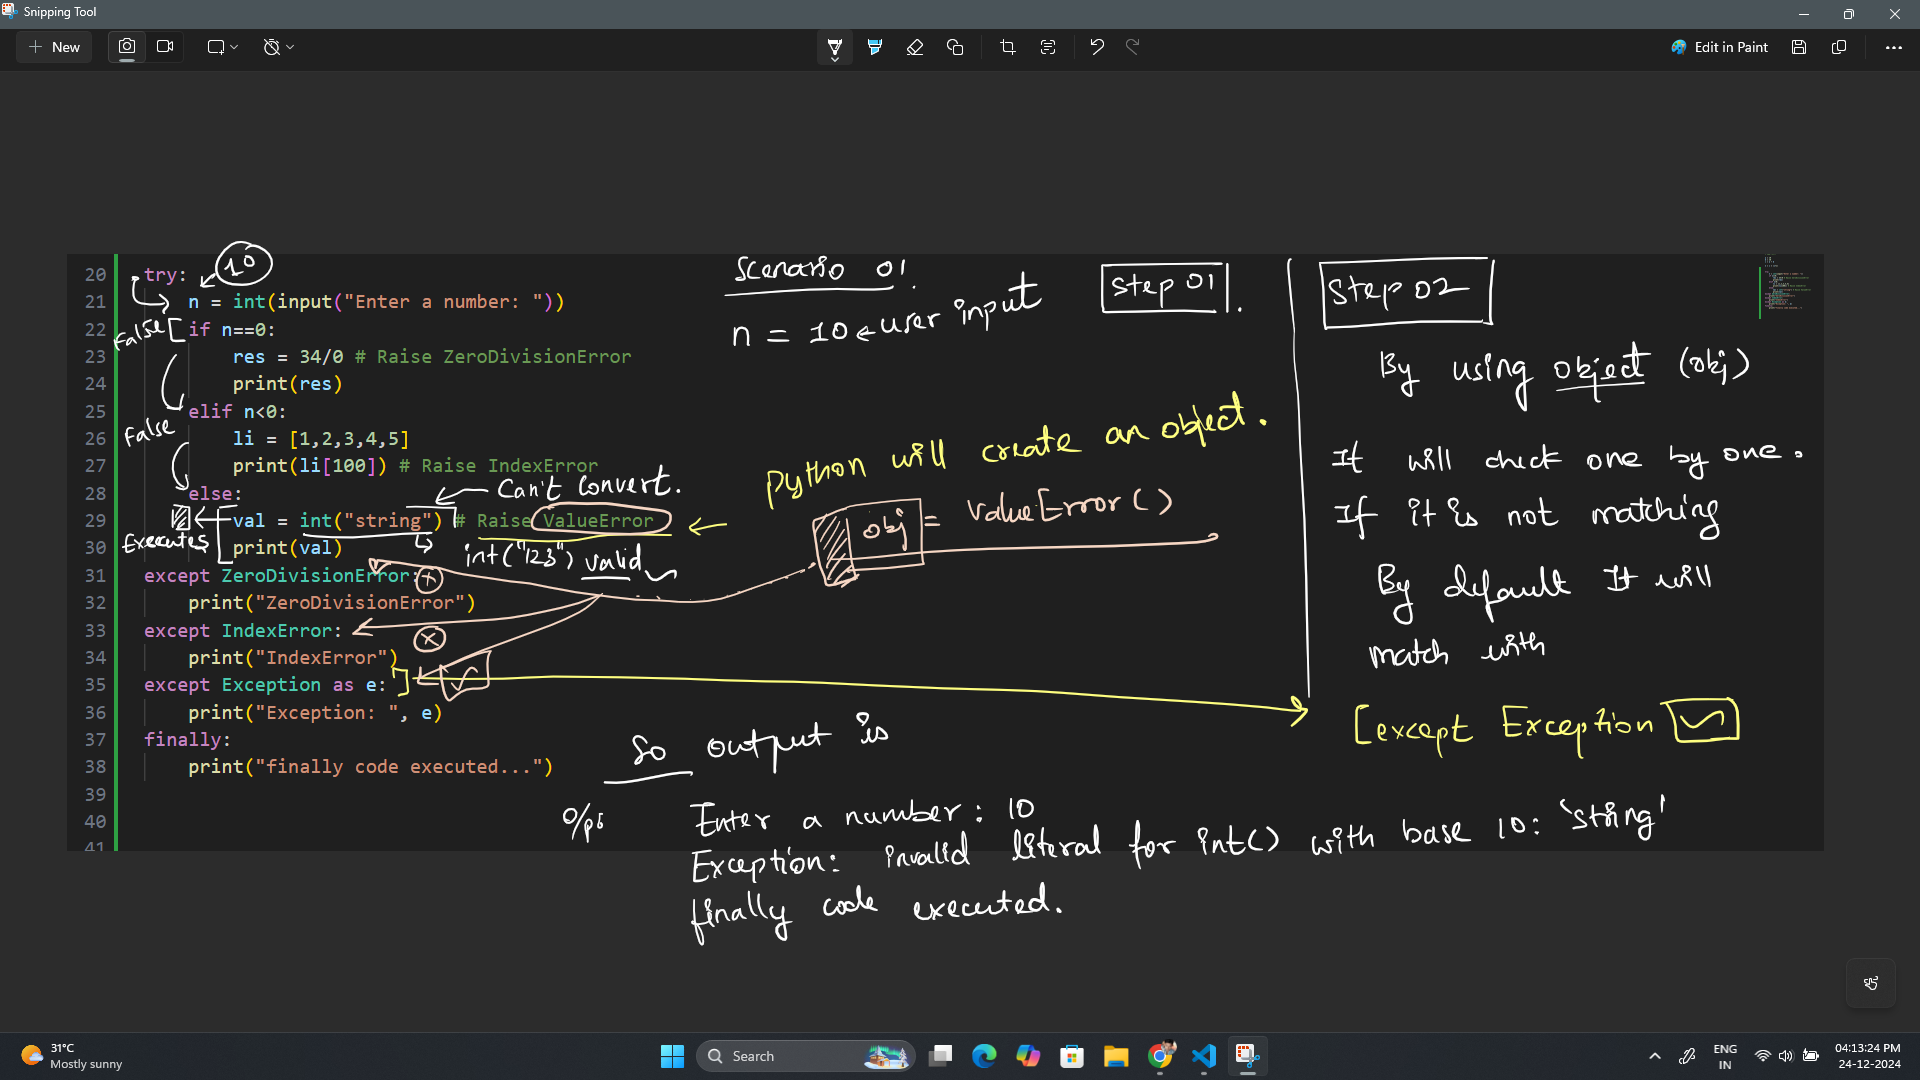 Snipping Tool
New
Edit in Paint
Scenario 01.
Step 01.
n = 10 ← user input
10
20 try:
21 n = int(input("Enter a number: "))
False
22 if n==0:
23 res = 34/0 # Raise ZeroDivisionError
24 print(res)
25 elif n<0:
False
26 li = [1,2,3,4,5]
27 print(li[100]) # Raise IndexError
28 else:
Can't Convert.
29 val = int("string") # Raise ValueError
Executes
30 print(val)
int("123") valid
31 except ZeroDivisionError:
32 print("ZeroDivisionError")
33 except IndexError:
34 print("IndexError")
35 except Exception as e:
36 print("Exception: ", e)
37 finally:
38 print("finally code executed...")
39
40
41
python will create an object.
obj = ValueError()
Step 02
By using object (obj)
It will check one by one.
If it is not matching
By default It will
match with
[except Exception
So output is
O/p:
Enter a number: 10
Exception: invalid literal for int() with base 10: 'string'
finally code executed.
31°C
Mostly sunny
Search
ENG
IN
04:13:24 PM
24-12-2024